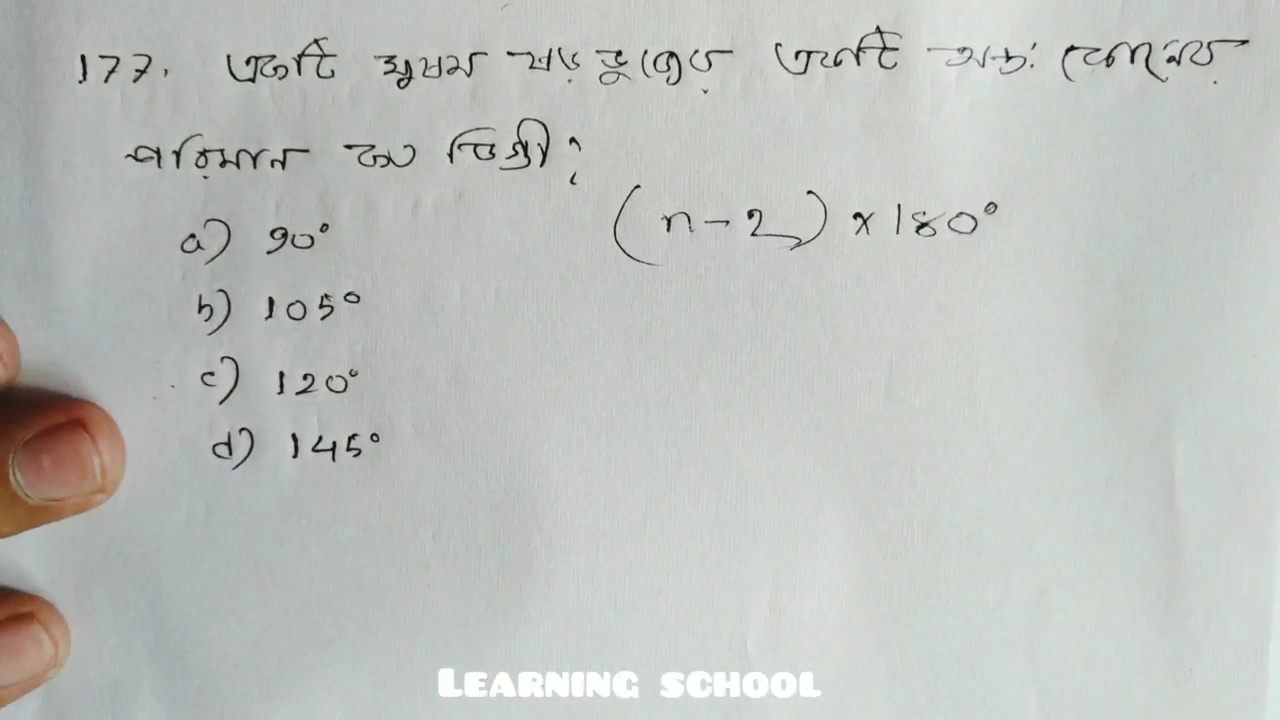 177. একটি সুষম ষড়ভুজের একটি অন্ত: কোণের
পরিমান কত ডিগ্রী?
(n-2) × 180°
a) 90°
b) 105°
c) 120°
d) 145°
LEARNING SCHOOL